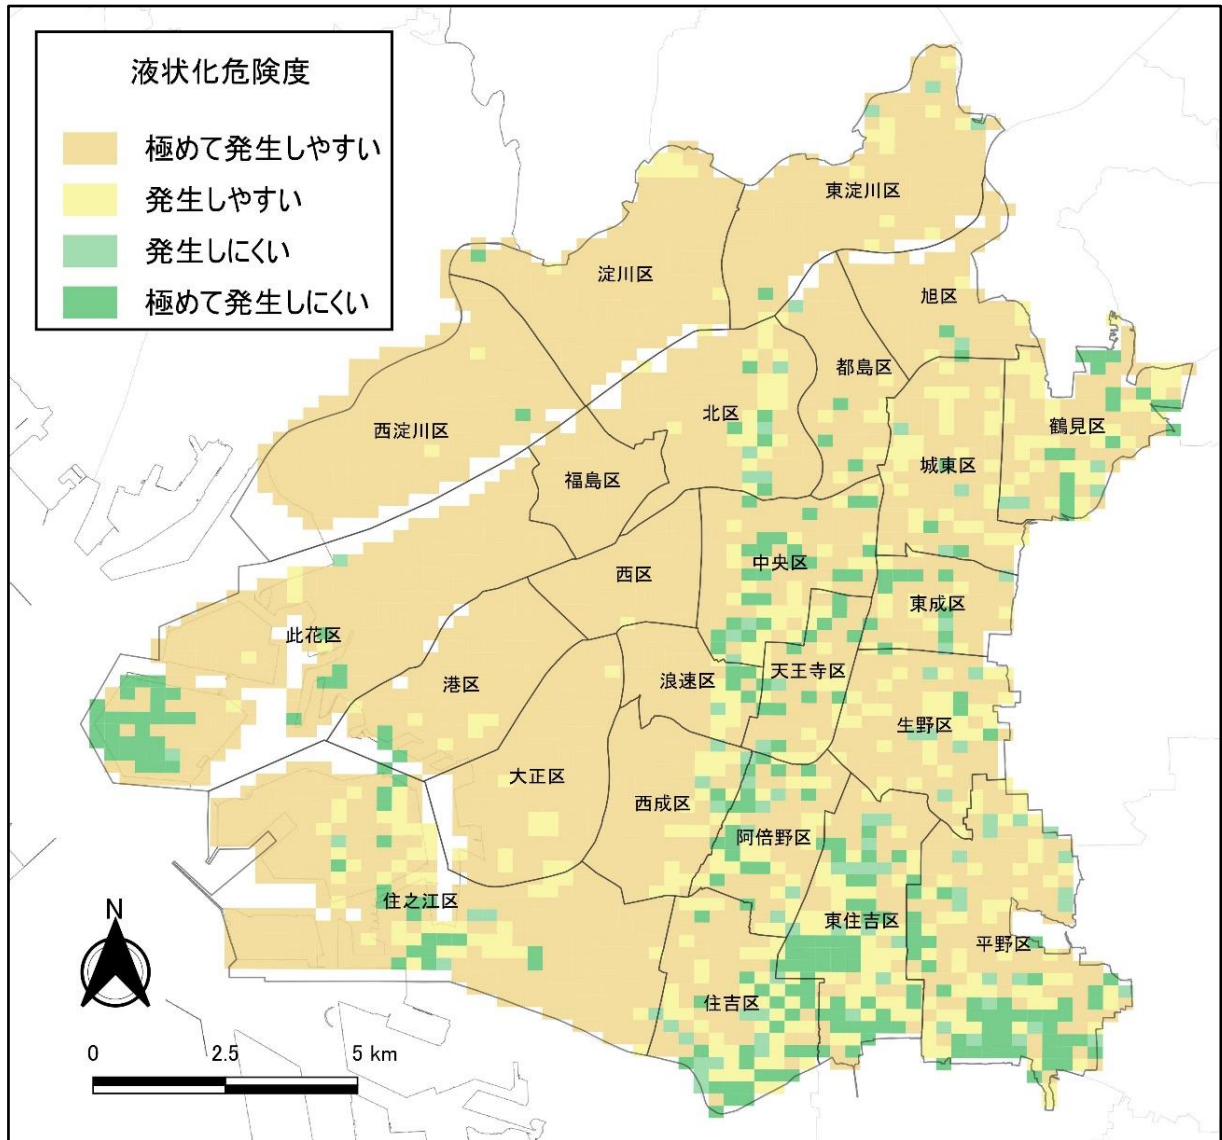 液状化危険度
極めて発生しやすい
発生しやすい
発生しにくい
極めて発生しにくい
東淀川区
淀川区
旭区
都島区
北区
鶴見区
西淀川区
城東区
福島区
中央区
西区
東成区
此花区
天王寺区
浪速区
港区
生野区
大正区
西成区
阿倍野区
住之江区
東住吉区
平野区
住吉区
N
0 2.5 5 km